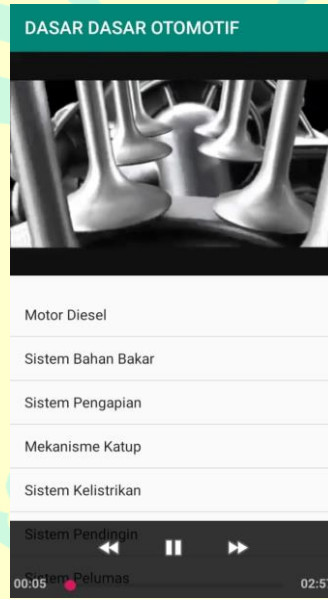 DASAR DASAR OTOMOTIF
Motor Diesel
Sistem Bahan Bakar
Sistem Pengapian
Mekanisme Katup
Sistem Kelistrikan
Sistem Pendingin
Sistem Pelumas
00:05